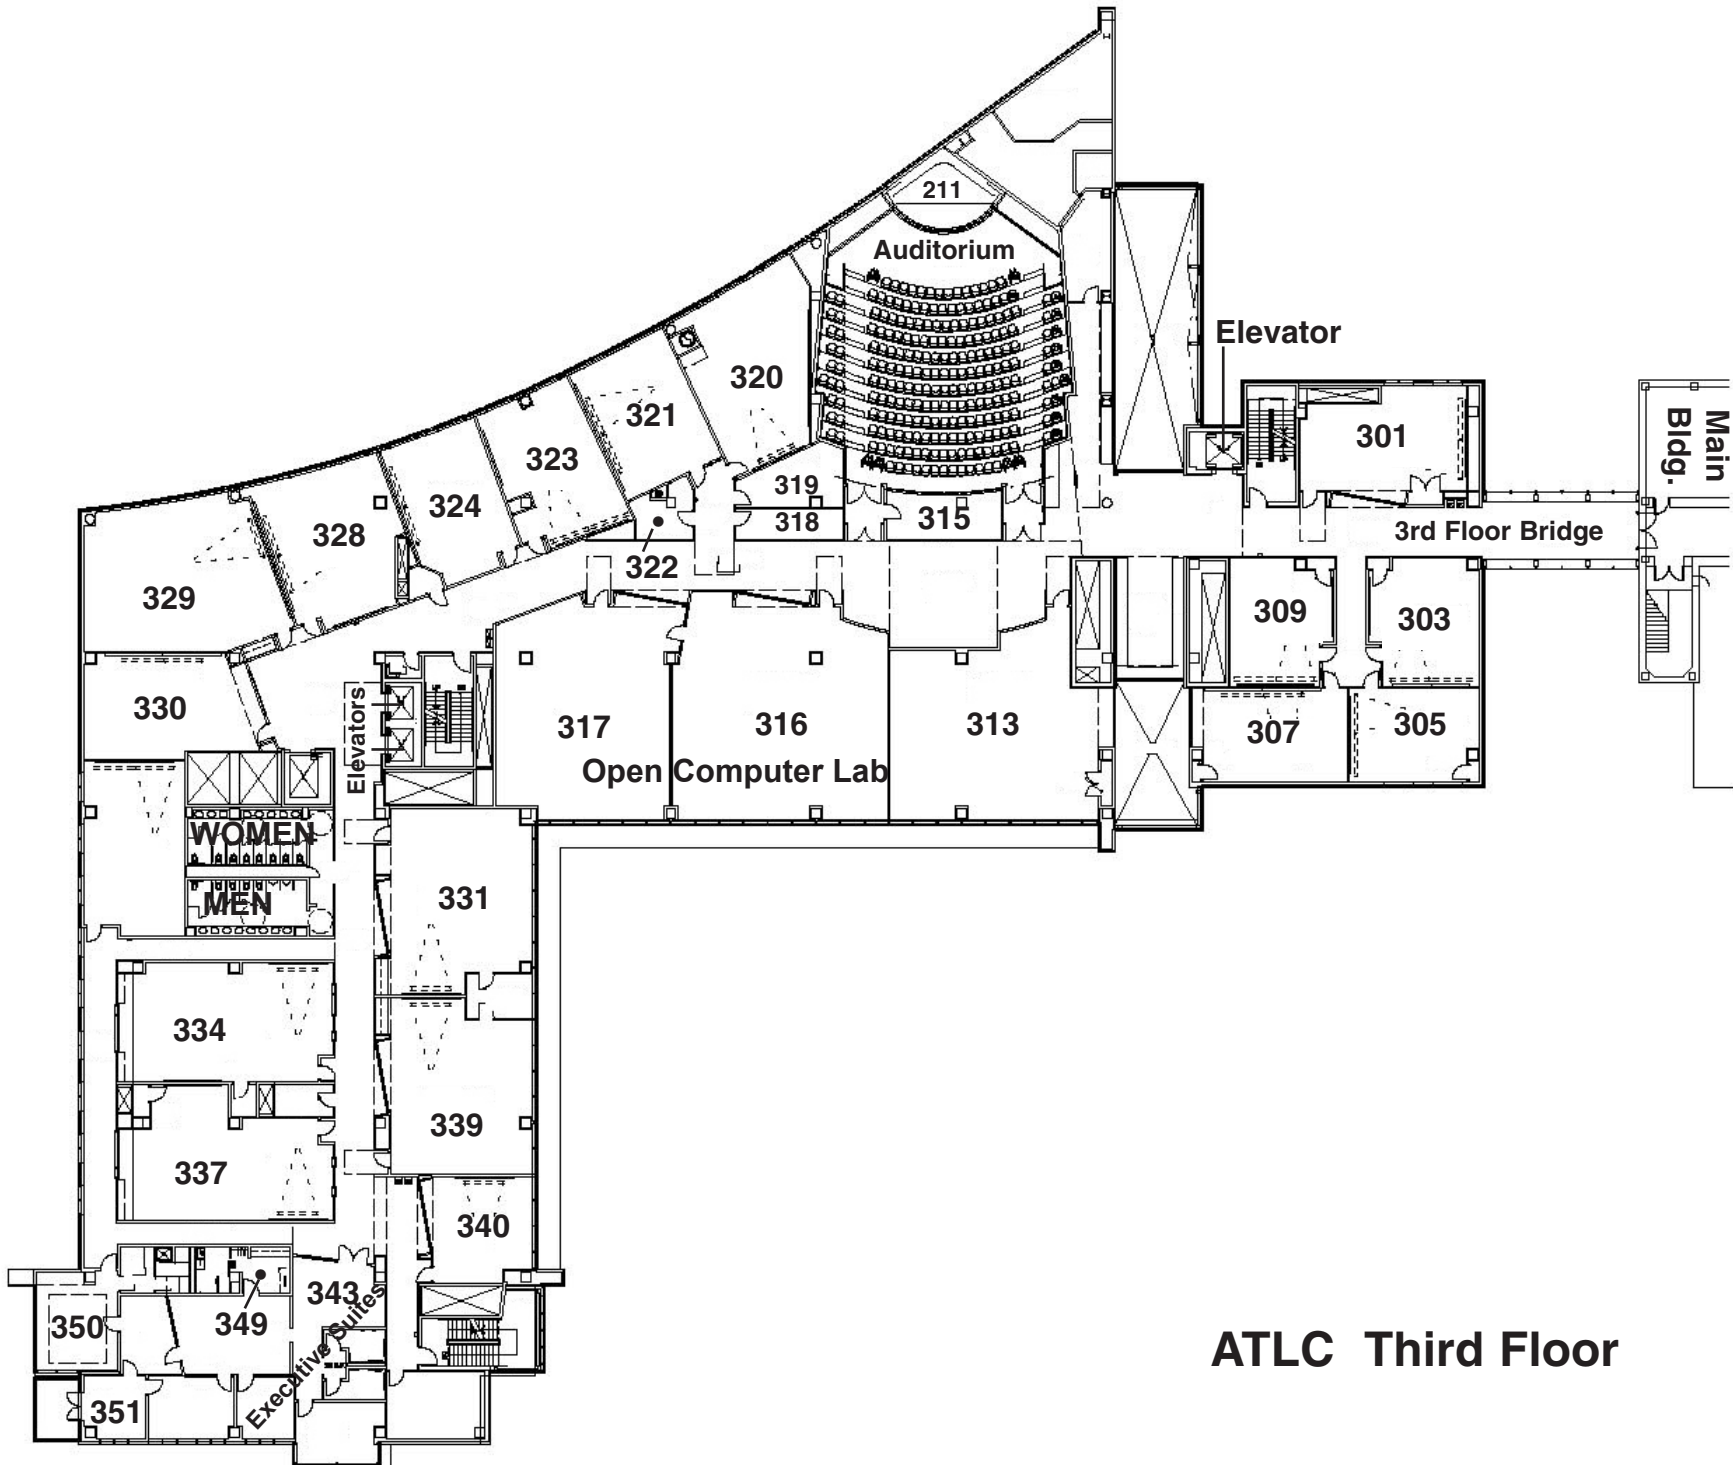 211
Auditorium
Elevator
320
301
Main
Bldg.
321
323
319
324
318
315
328
3rd Floor Bridge
322
329
309
303
330
Elevators
317
316
313
307
305
Open Computer Lab
WOMEN
331
MEN
334
339
337
340
343
350
349
Executive Suites
351
ATLC Third Floor